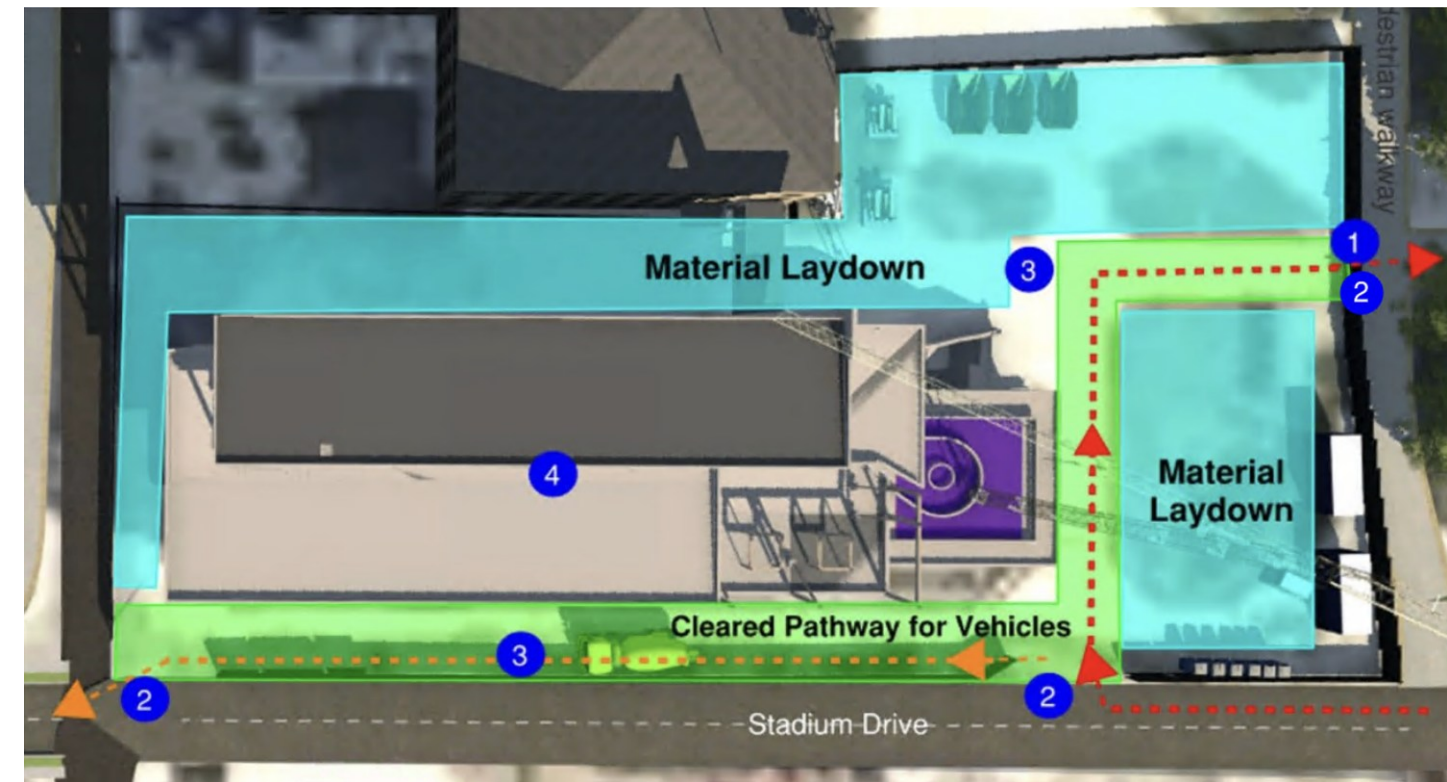 destrian walkway
1
Material Laydown
3
2
Material
Laydown
4
Cleared Pathway for Vehicles
3
2
2
Stadium Drive